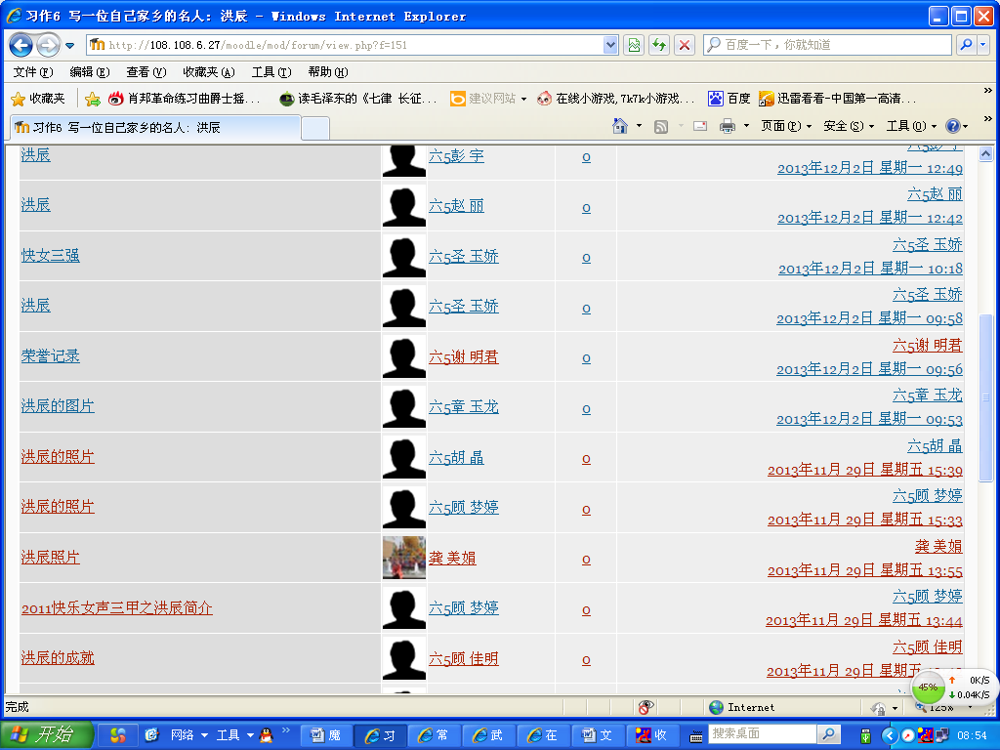 习作6 写一位自己家乡的名人：洪辰 - Windows Internet Explorer
http://108.108.6.27/moodle/mod/forum/view.php?f=151
百度一下，你就知道
文件(F) 编辑(E) 查看(V) 收藏夹(A) 工具(T) 帮助(H)
收藏夹 肖邦革命练习曲爵士摇... 读毛泽东的《七律 长征... 建议网站 在线小游戏,7k7k小游戏... 百度 迅雷看看-中国第一高清... »
习作6 写一位自己家乡的名人：洪辰 页面(P) 安全(S) 工具(O) »
洪辰 六5彭 宇 0 六5彭 宇
2013年12月2日 星期一 12:49
洪辰 六5赵 丽 0 六5赵 丽
2013年12月2日 星期一 12:42
快女三强 六5圣 玉娇 0 六5圣 玉娇
2013年12月2日 星期一 10:18
洪辰 六5圣 玉娇 0 六5圣 玉娇
2013年12月2日 星期一 09:58
荣誉记录 六5谢 明君 0 六5谢 明君
2013年12月2日 星期一 09:56
洪辰的图片 六5章 玉龙 0 六5章 玉龙
2013年12月2日 星期一 09:53
洪辰的照片 六5胡 晶 0 六5胡 晶
2013年11月 29日 星期五 15:39
洪辰的照片 六5顾 梦婷 0 六5顾 梦婷
2013年11月 29日 星期五 15:33
洪辰照片 龚 美娟 0 龚 美娟
2013年11月 29日 星期五 13:55
2011快乐女声三甲之洪辰简介 六5顾 梦婷 0 六5顾 梦婷
2013年11月 29日 星期五 13:44
洪辰的成就 六5顾 佳明 0 六5顾 佳明
2013年11月 29日 星期五
45% 0K/S
0.04K/S
完成 Internet 125%
开始 网络 工具 » 魔 习 常 武 在 文 收 搜索桌面 08:54